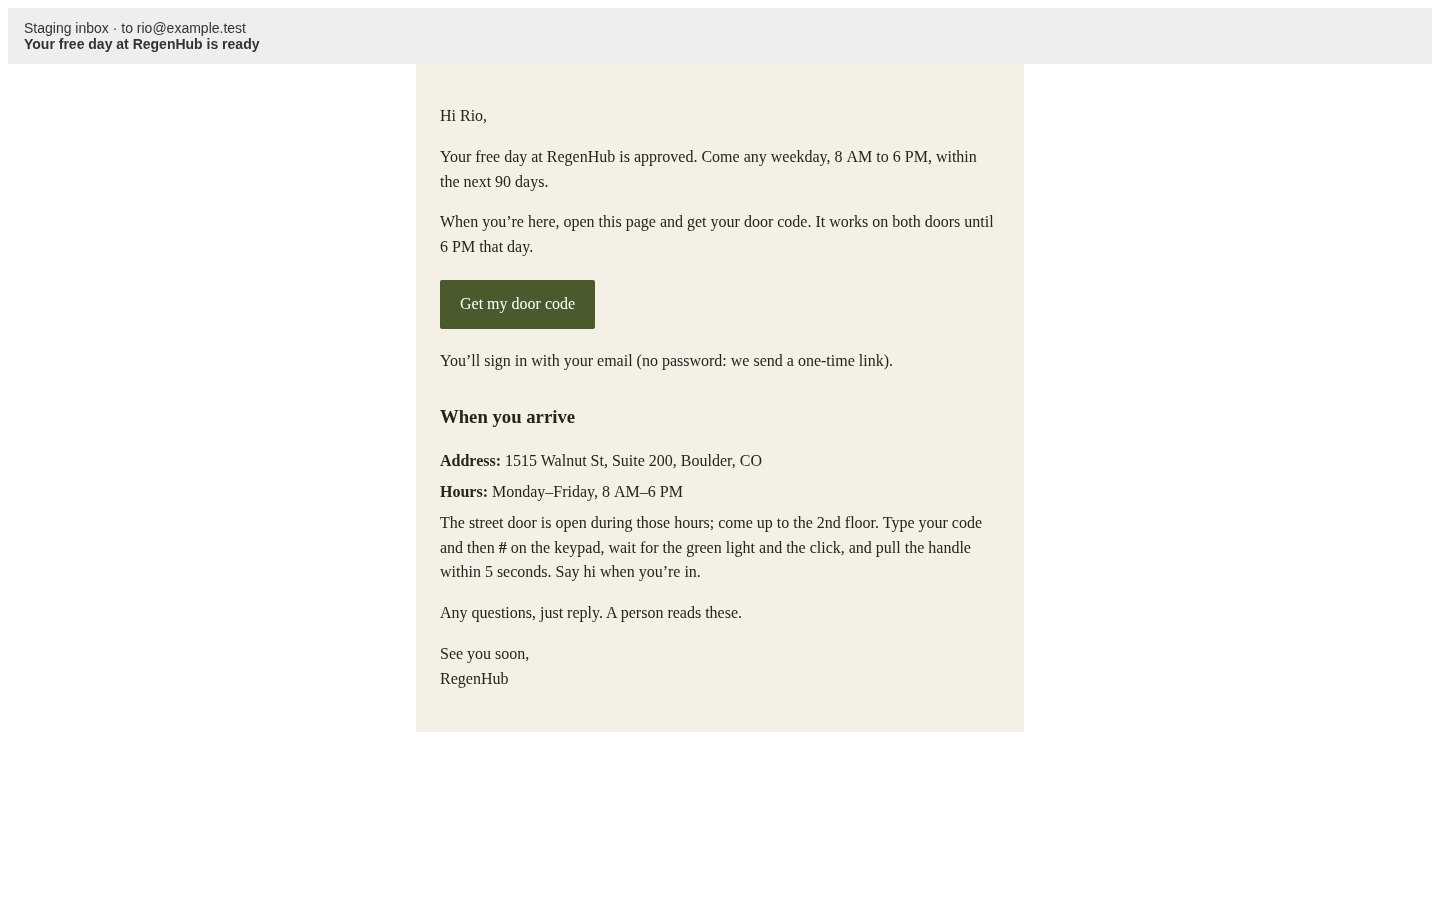 Staging inbox · to rio@example.test
Your free day at RegenHub is ready
Hi Rio,
Your free day at RegenHub is approved. Come any weekday, 8 AM to 6 PM, within
the next 90 days.
When you’re here, open this page and get your door code. It works on both doors until
6 PM that day.
Get my door code
You’ll sign in with your email (no password: we send a one-time link).
When you arrive
Address: 1515 Walnut St, Suite 200, Boulder, CO
Hours: Monday–Friday, 8 AM–6 PM
The street door is open during those hours; come up to the 2nd floor. Type your code
and then # on the keypad, wait for the green light and the click, and pull the handle
within 5 seconds. Say hi when you’re in.
Any questions, just reply. A person reads these.
See you soon,
RegenHub